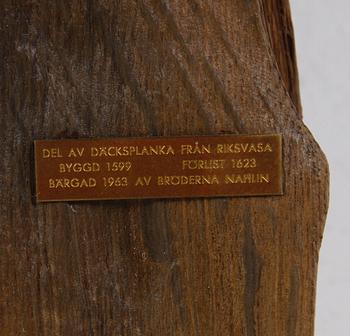 DEL AV DÄCKSPLANKA FRÅN RIKSVASA
BYGGD 1599 FÖRLIST 1623
BÄRGAD 1963 AV BRÖDERNA NAHLIN